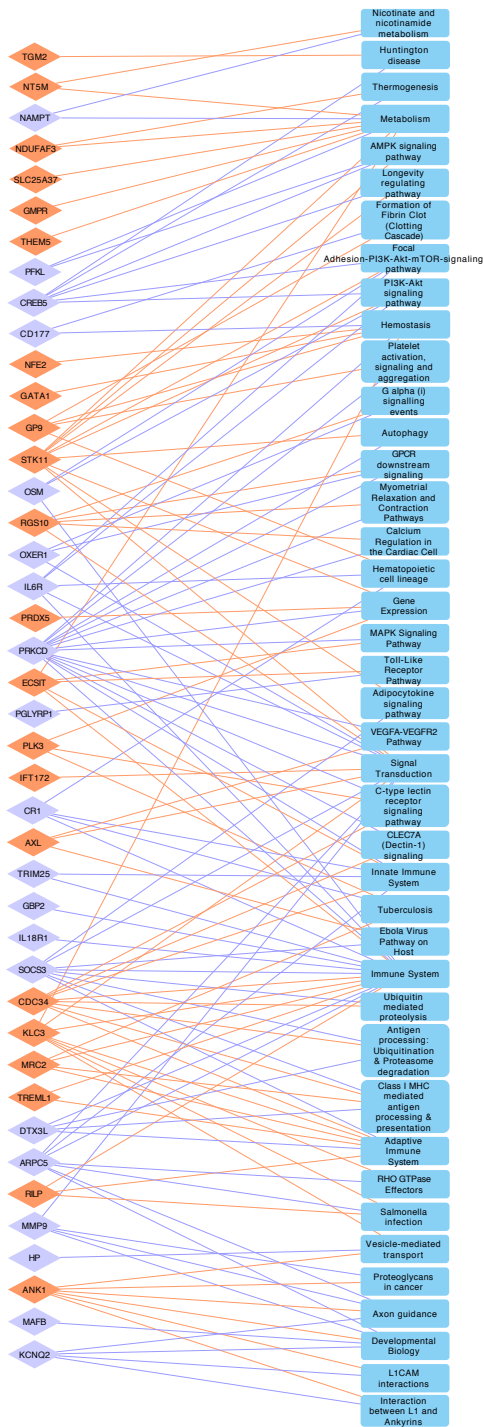 TGM2
NT5M
NAMPT
NDUFAF3
SLC25A37
GMPR
THEM5
PFKL
CREB5
CD177
NFE2
GATA1
GP9
STK11
OSM
RGS10
OXER1
IL6R
PRDX5
PRKCD
ECSIT
PGLYRP1
PLK3
IFT172
CR1
AXL
TRIM25
GBP2
IL18R1
SOCS3
CDC34
KLC3
MRC2
TREML1
DTX3L
ARPC5
RILP
MMP9
HP
ANK1
MAFB
KCNQ2
Nicotinate and
nicotinamide
metabolism
Huntington
disease
Thermogenesis
Metabolism
AMPK signaling
pathway
Longevity
regulating
pathway
Formation of
Fibrin Clot
(Clotting
Cascade)
Focal
Adhesion-PI3K-Akt-mTOR-signaling
pathway
PI3K-Akt
signaling
pathway
Hemostasis
Platelet
activation,
signaling and
aggregation
G alpha (i)
signalling
events
Autophagy
GPCR
downstream
signaling
Myometrial
Relaxation and
Contraction
Pathways
Calcium
Regulation in
the Cardiac Cell
Hematopoietic
cell lineage
Gene
Expression
MAPK Signaling
Pathway
Toll-Like
Receptor
Pathway
Adipocytokine
signaling
pathway
VEGFA-VEGFR2
Pathway
Signal
Transduction
C-type lectin
receptor
signaling
pathway
CLEC7A
(Dectin-1)
signaling
Innate Immune
System
Tuberculosis
Ebola Virus
Pathway on
Host
Immune System
Ubiquitin
mediated
proteolysis
Antigen
processing:
Ubiquitination
& Proteasome
degradation
Class I MHC
mediated
antigen
processing &
presentation
Adaptive
Immune
System
RHO GTPase
Effectors
Salmonella
infection
Vesicle-mediated
transport
Proteoglycans
in cancer
Axon guidance
Developmental
Biology
L1CAM
interactions
Interaction
between L1 and
Ankyrins